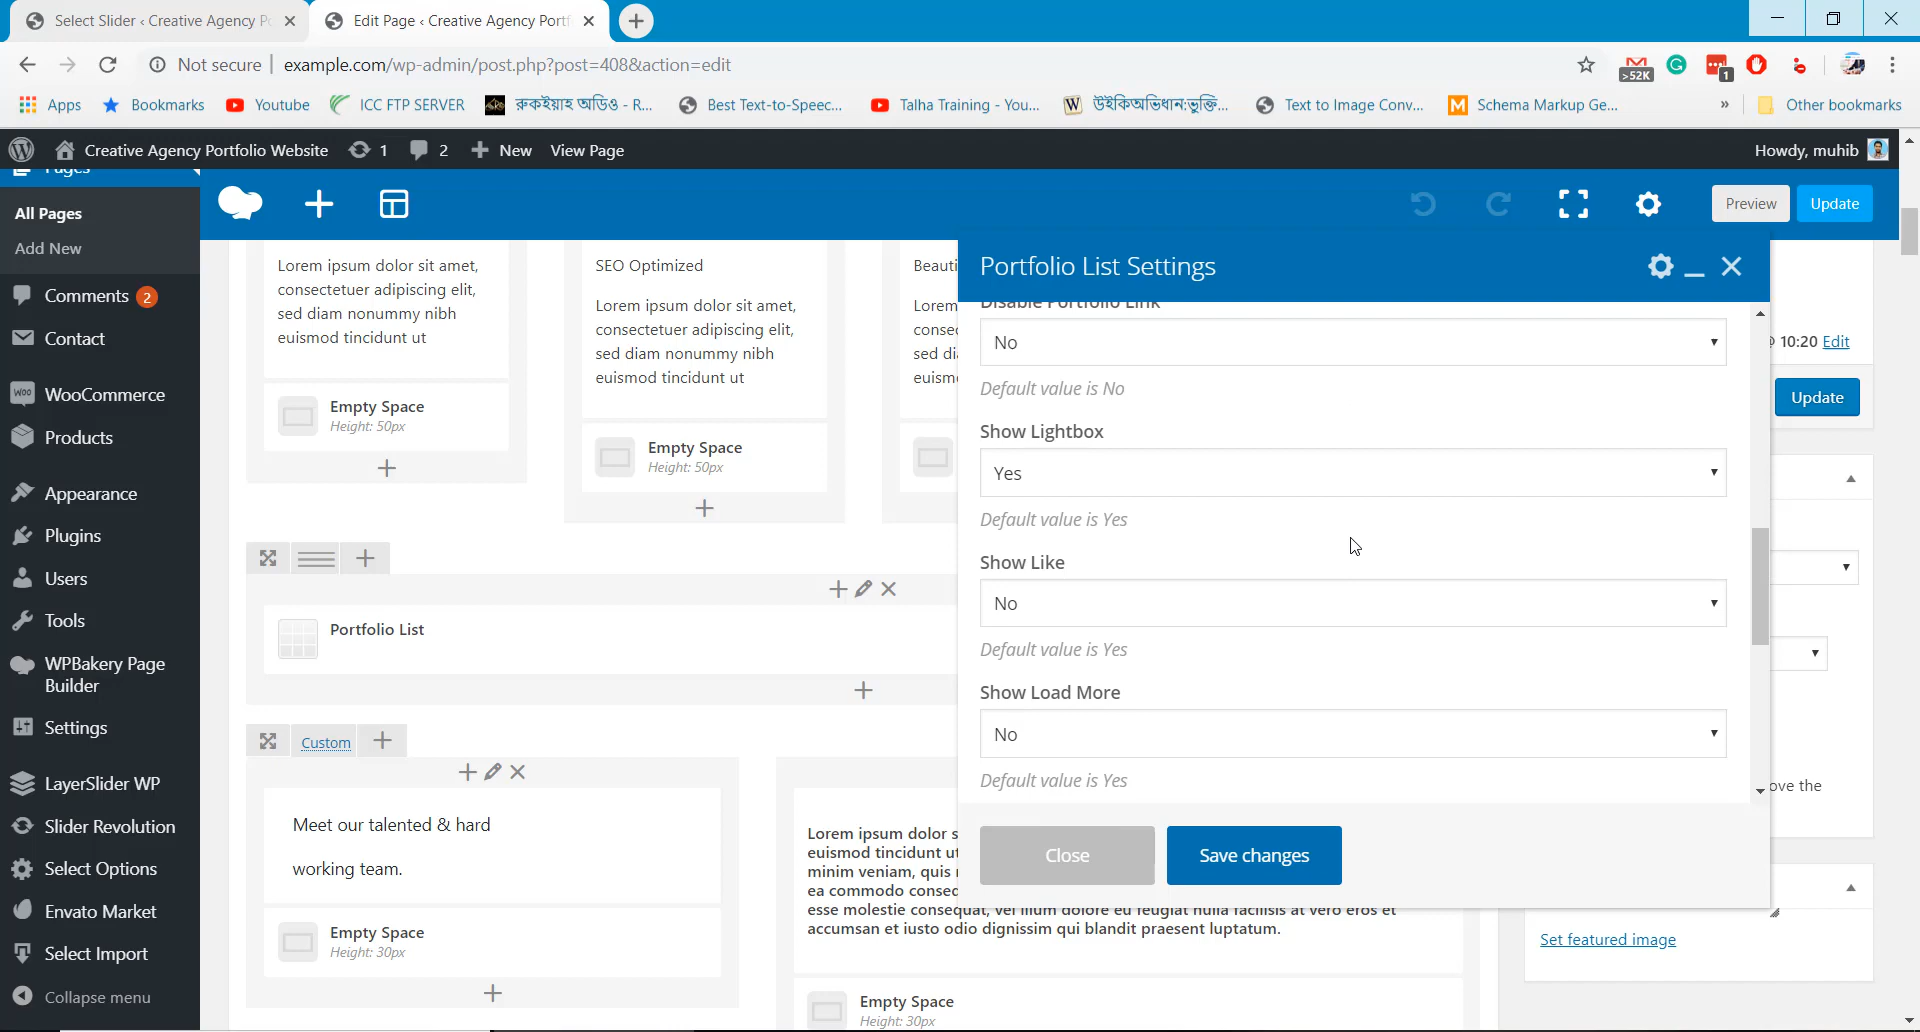 Select Slider ‹ Creative Agency P
Edit Page ‹ Creative Agency Port
Not secure
example.com/wp-admin/post.php?post=408&action=edit
>52K
1
Apps
Bookmarks
Youtube
ICC FTP SERVER
রুকইয়াহ অডিও - R...
Best Text-to-Speec...
Talha Training - You...
উইকিঅভিধান:ভুক্তি...
Text to Image Conv...
Schema Markup Ge...
»
Other bookmarks
Creative Agency Portfolio Website
1
2
New
View Page
Howdy, muhib
Pages
All Pages
Add New
Comments 2
Contact
WooCommerce
Products
Appearance
Plugins
Users
Tools
WPBakery Page
Builder
Settings
LayerSlider WP
Slider Revolution
Select Options
Envato Market
Select Import
Collapse menu
Preview
Update
Lorem ipsum dolor sit amet,
consectetuer adipiscing elit,
sed diam nonummy nibh
euismod tincidunt ut
Empty Space
Height: 50px
SEO Optimized
Lorem ipsum dolor sit amet,
consectetuer adipiscing elit,
sed diam nonummy nibh
euismod tincidunt ut
Empty Space
Height: 50px
Beauti
Lorem
conse
sed di
euism
Portfolio List
Custom
Meet our talented & hard
working team.
Empty Space
Height: 30px
Lorem ipsum dolor s
euismod tincidunt ut
minim veniam, quis
ea commodo conse
esse molestie consequat, vel illum dolore eu feugiat nulla facilisis at vero eros et
accumsan et iusto odio dignissim qui blandit praesent luptatum.
Empty Space
Height: 30px
Portfolio List Settings
Disable Portfolio Link
No
Default value is No
Show Lightbox
Yes
Default value is Yes
Show Like
No
Default value is Yes
Show Load More
No
Default value is Yes
Close
Save changes
10:20 Edit
Update
ove the
Set featured image